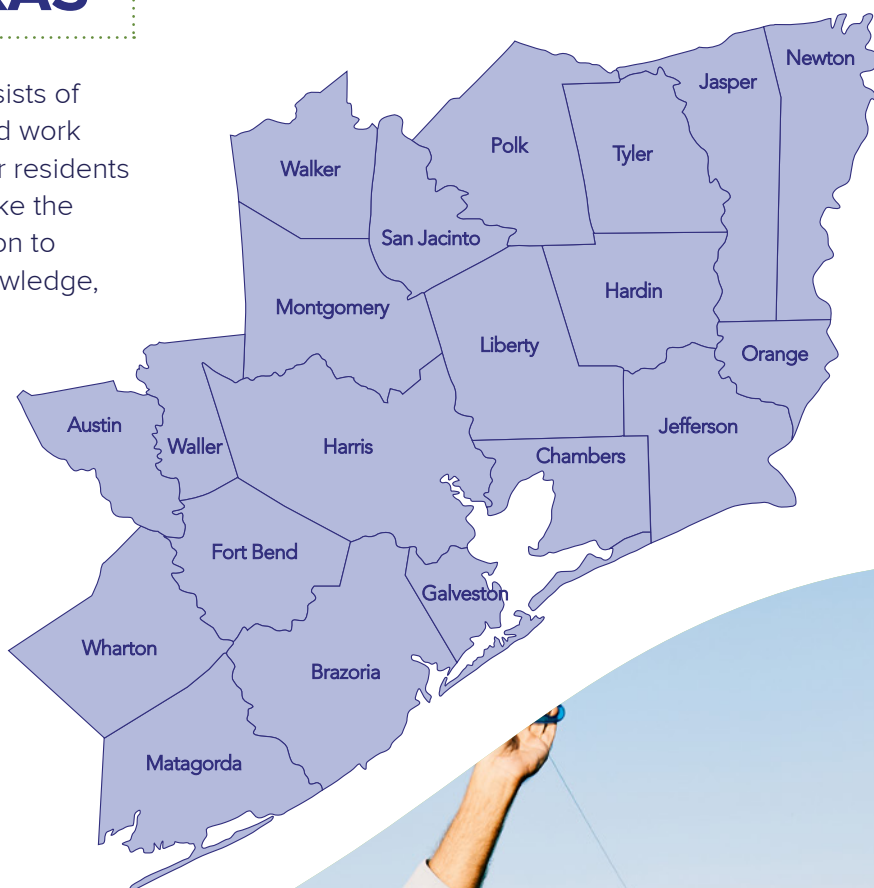 sists of
d work
r residents
ke the
on to
wledge,
Newton
Jasper
Polk
Tyler
Walker
San Jacinto
Hardin
Montgomery
Liberty
Orange
Austin
Waller
Harris
Jefferson
Chambers
Fort Bend
Galveston
Wharton
Brazoria
Matagorda